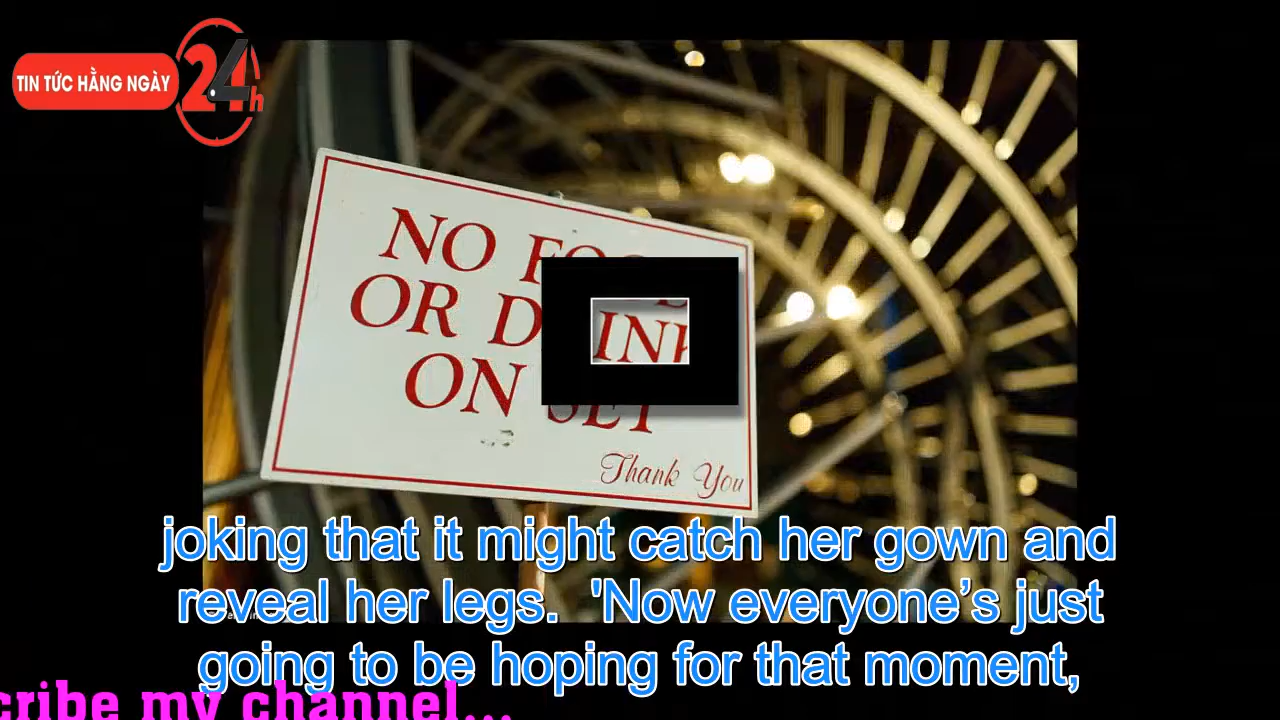 TIN TỨC HẰNG NGÀY
24h
NO
OR
INK
ON SET
Thank You
joking that it might catch her gown and
reveal her legs. 'Now everyone’s just
going to be hoping for that moment,
cribe my channel...